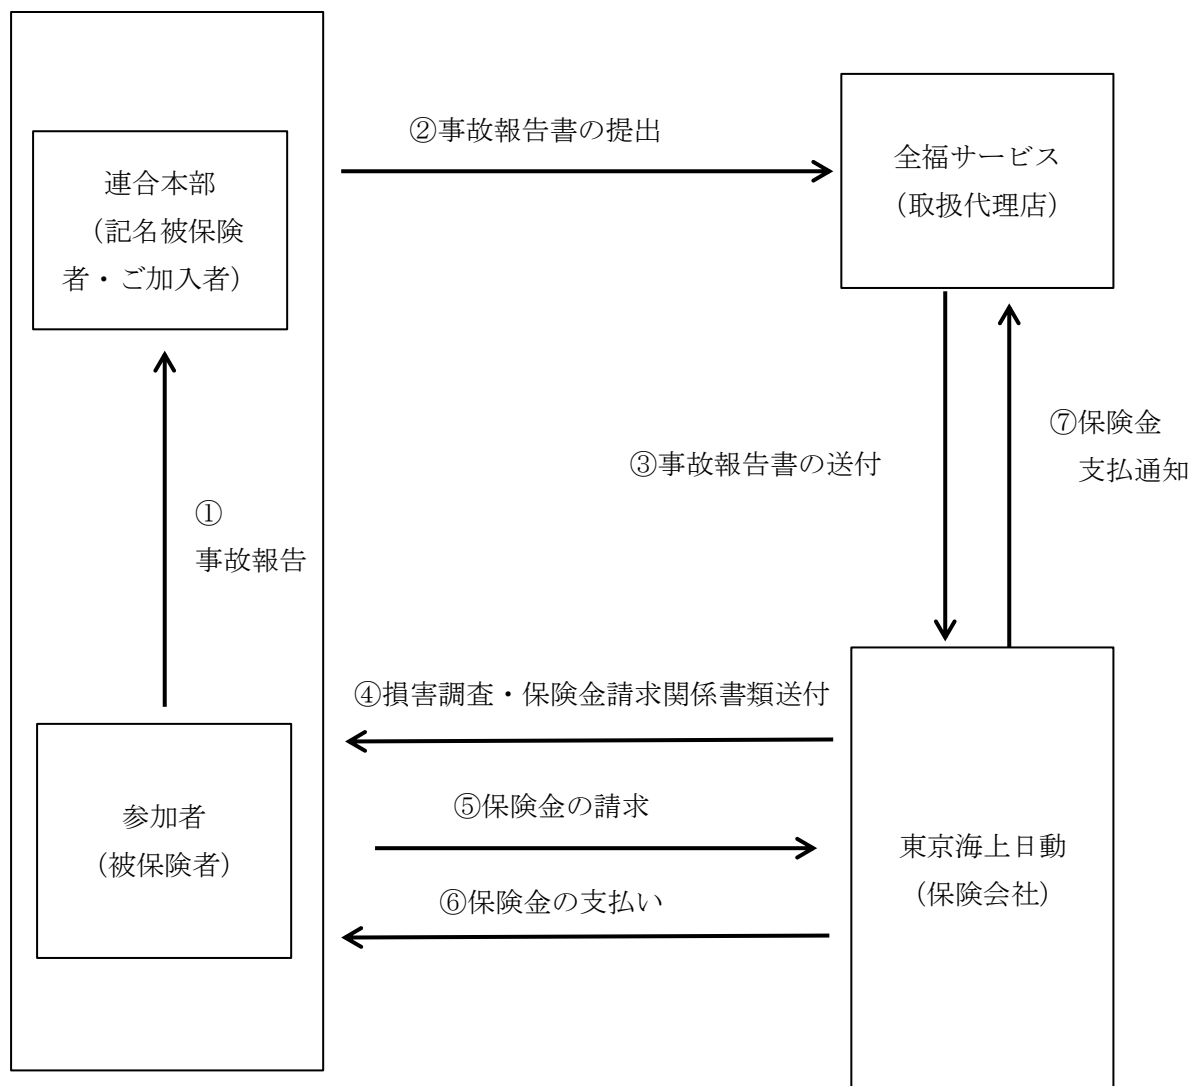 ②事故報告書の提出
全福サービス
(取扱代理店)
連合本部
(記名被保険
者・ご加入者)
⑦保険金
支払通知
③事故報告書の送付
①
事故報告
④損害調査・保険金請求関係書類送付
参加者
(被保険者)
⑤保険金の請求
⑥保険金の支払い
東京海上日動
(保険会社)